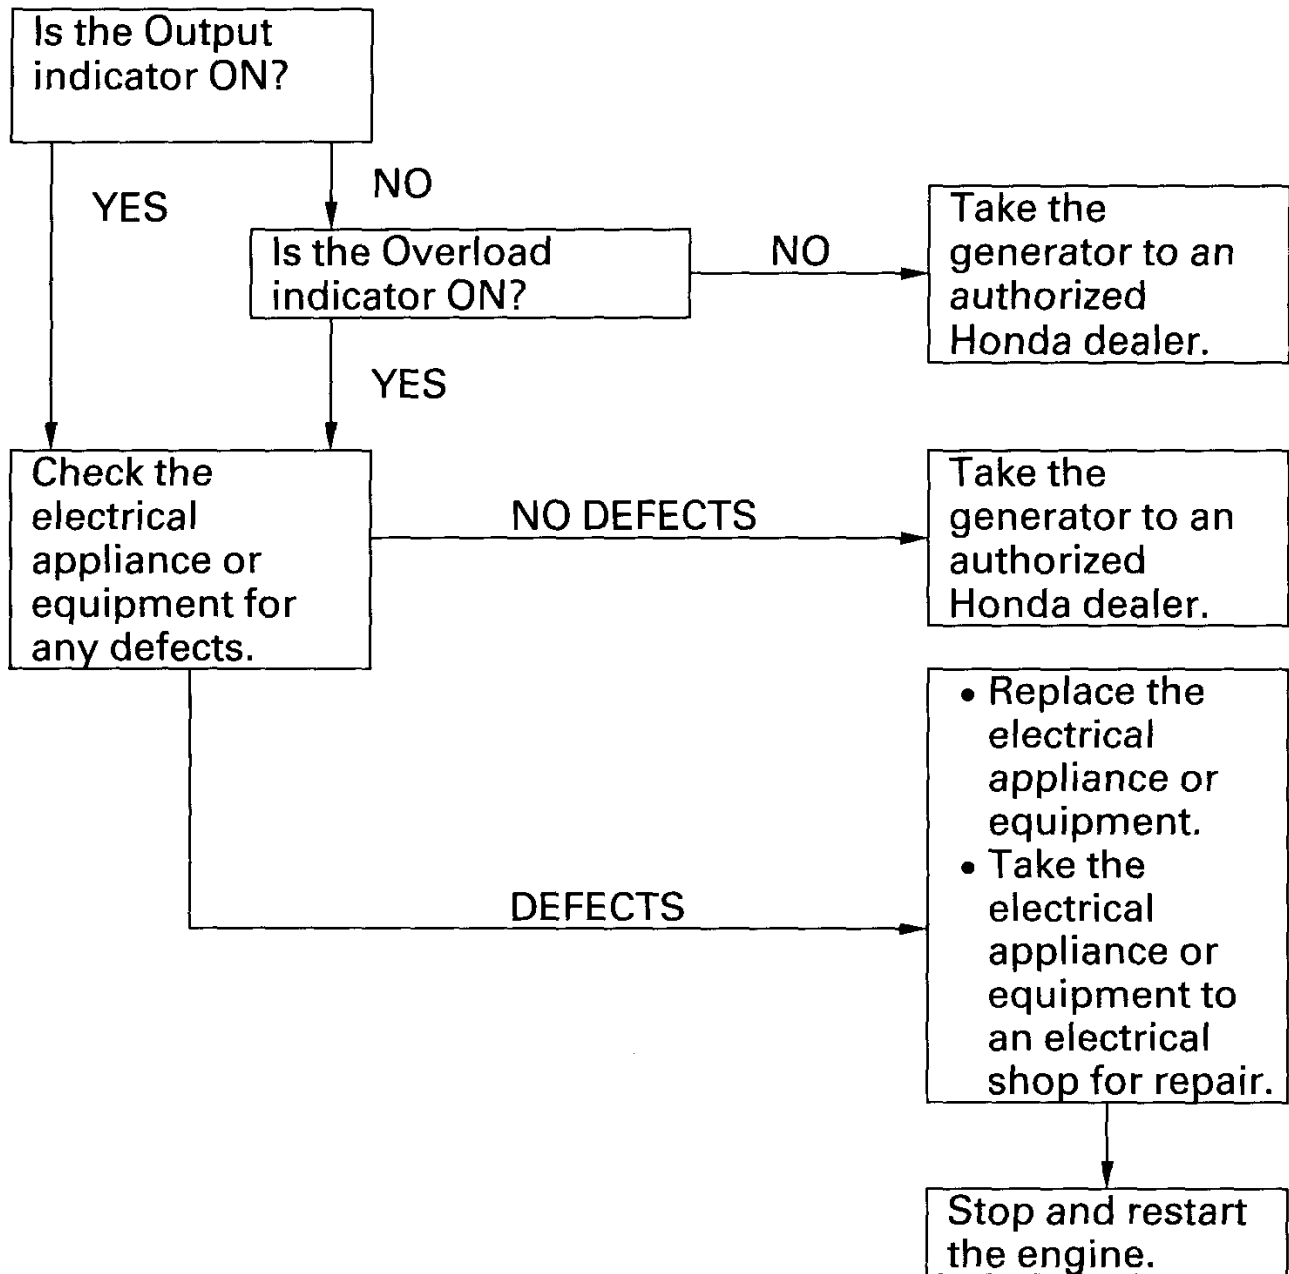 Is the Output
indicator ON?
YES
NO
Is the Overload
indicator ON?
NO
Take the
generator to an
authorized
Honda dealer.
YES
Check the
electrical
appliance or
equipment for
any defects.
NO DEFECTS
Take the
generator to an
authorized
Honda dealer.
DEFECTS
• Replace the
electrical
appliance or
equipment.
• Take the
electrical
appliance or
equipment to
an electrical
shop for repair.
Stop and restart
the engine.